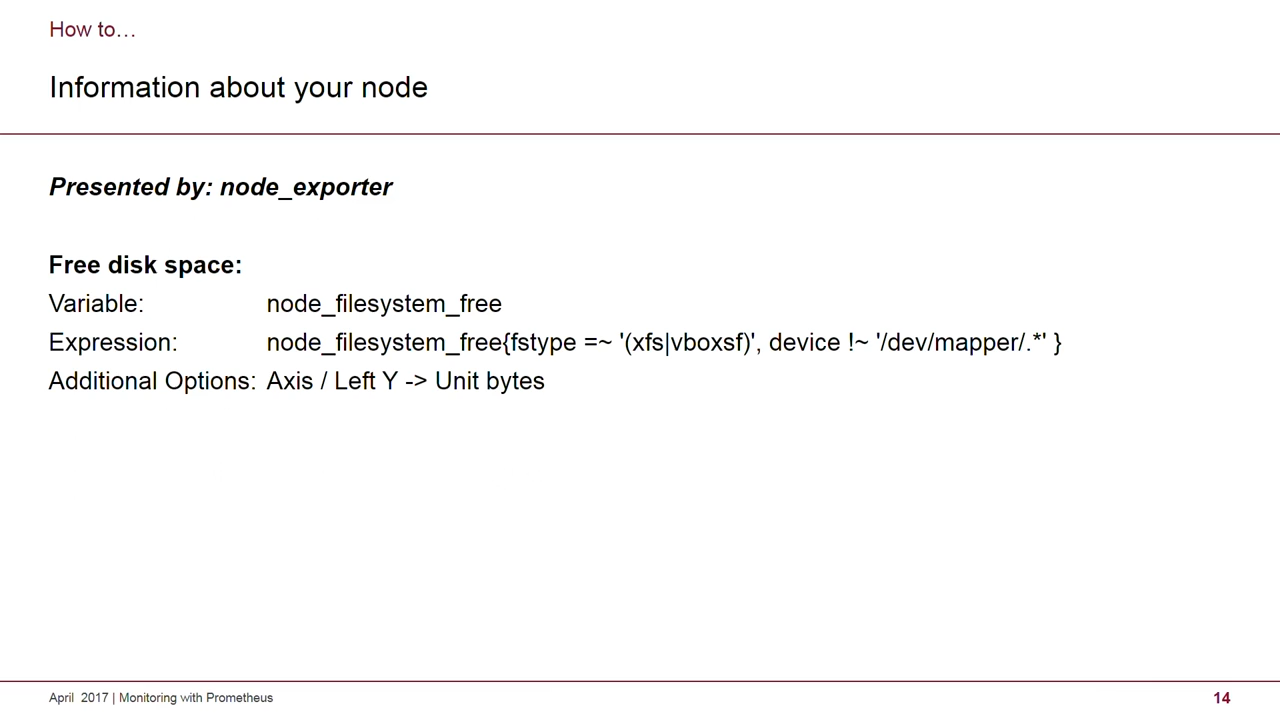 How to…
Information about your node
Presented by: node_exporter
Free disk space:
Variable: node_filesystem_free
Expression: node_filesystem_free{fstype =~ '(xfs|vboxsf)', device !~ '/dev/mapper/.*' }
Additional Options: Axis / Left Y -> Unit bytes
April 2017 | Monitoring with Prometheus
14